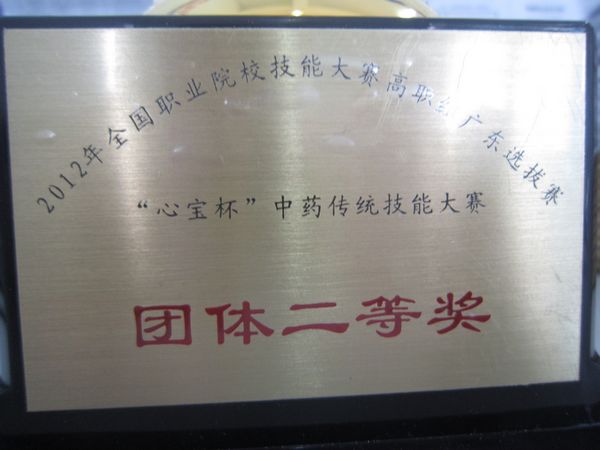 2012年全国职业院校技能大赛高职组广东选拔赛
“心宝杯”中药传统技能大赛
团体二等奖